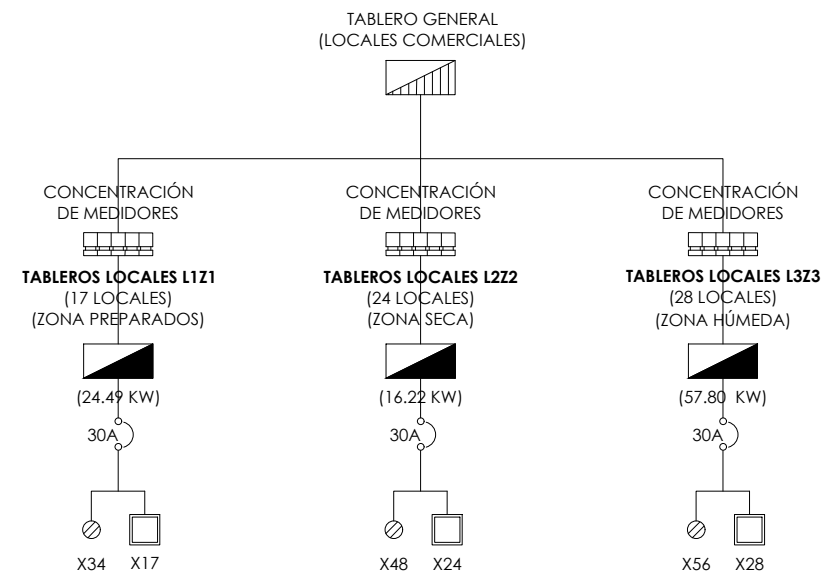 TABLERO GENERAL
(LOCALES COMERCIALES)
CONCENTRACIÓN
DE MEDIDORES
TABLEROS LOCALES L1Z1
(17 LOCALES)
(ZONA PREPARADOS)
(24.49 KW)
30A
X34 X17
CONCENTRACIÓN
DE MEDIDORES
TABLEROS LOCALES L2Z2
(24 LOCALES)
(ZONA SECA)
(16.22 KW)
30A
X48 X24
CONCENTRACIÓN
DE MEDIDORES
TABLEROS LOCALES L3Z3
(28 LOCALES)
(ZONA HÚMEDA)
(57.80 KW)
30A
X56 X28